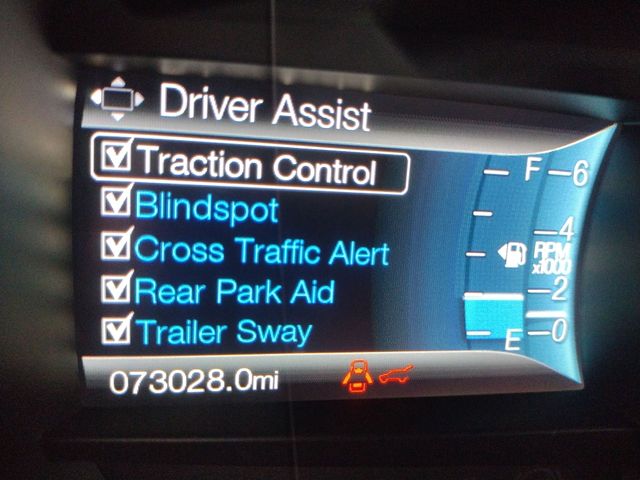 Driver Assist
Traction Control
Blindspot
Cross Traffic Alert
Rear Park Aid
Trailer Sway
F
6
4
RPM
x1000
2
E
0
073028.0mi